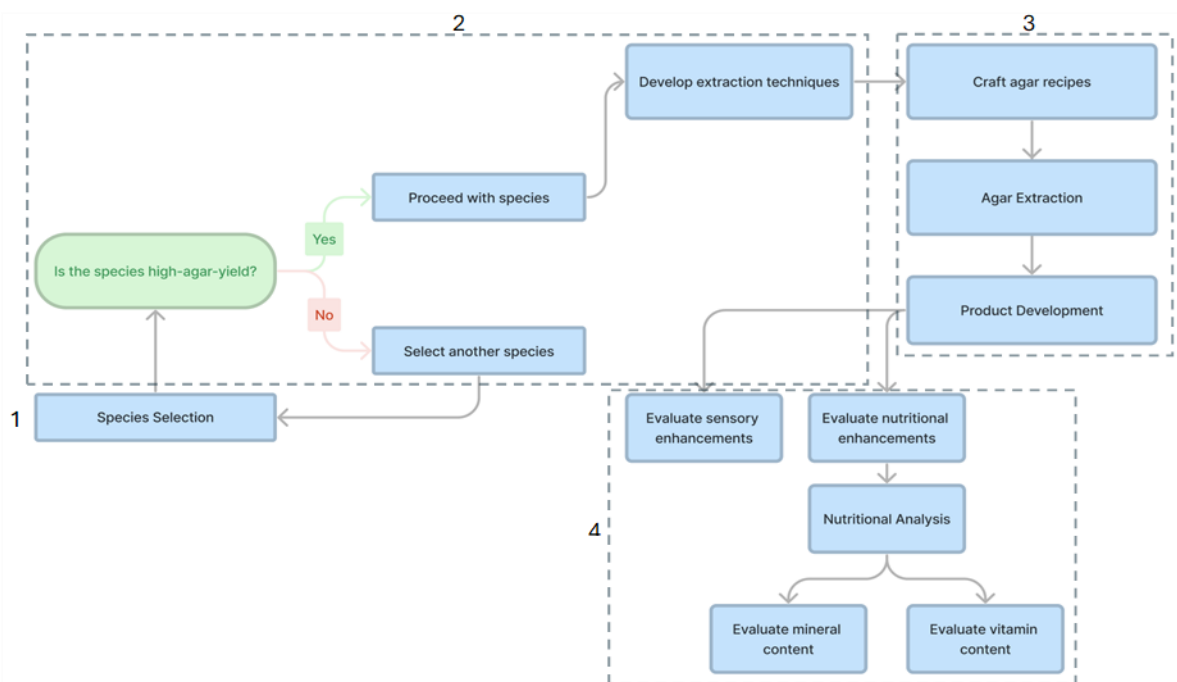 2
3
Develop extraction techniques
Craft agar recipes
Proceed with species
Agar Extraction
Yes
Is the species high-agar-yield?
No
Product Development
Select another species
1
Species Selection
Evaluate sensory
enhancements
Evaluate nutritional
enhancements
4
Nutritional Analysis
Evaluate mineral
content
Evaluate vitamin
content